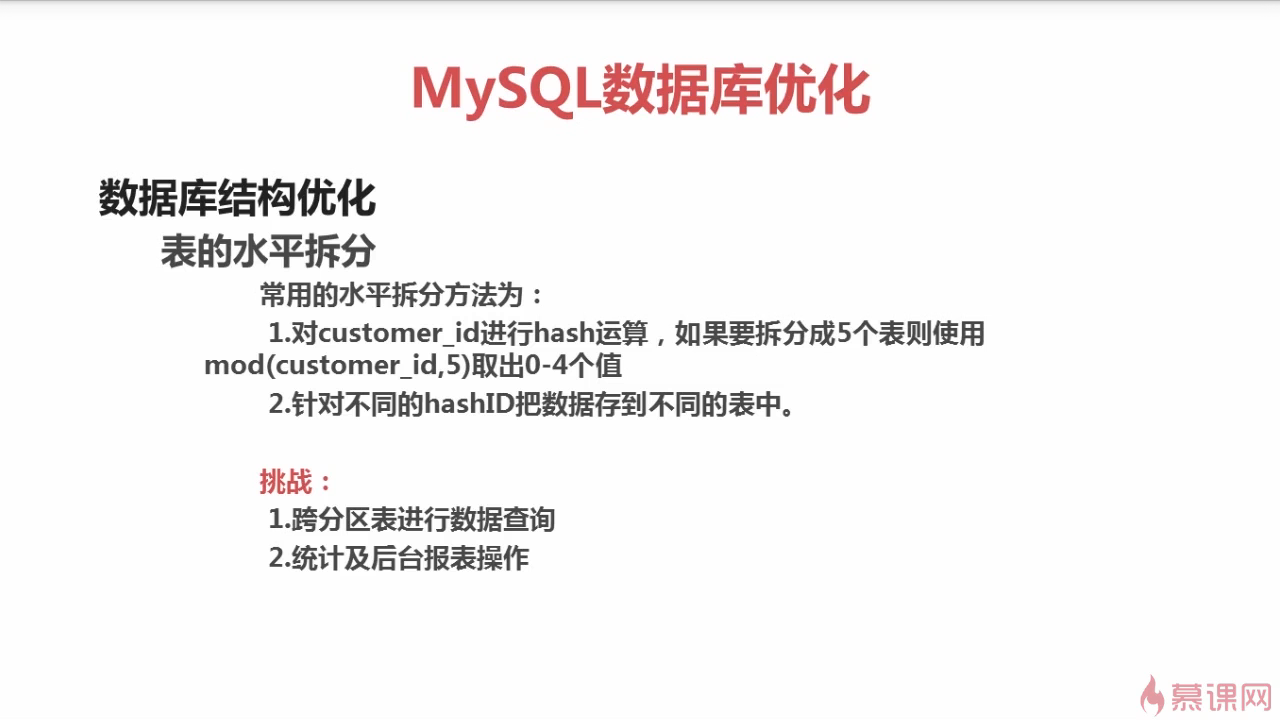 MySQL数据库优化
数据库结构优化
表的水平拆分
常用的水平拆分方法为：
1.对customer_id进行hash运算，如果要拆分成5个表则使用
mod(customer_id,5)取出0-4个值
2.针对不同的hashID把数据存到不同的表中。
挑战：
1.跨分区表进行数据查询
2.统计及后台报表操作
慕课网